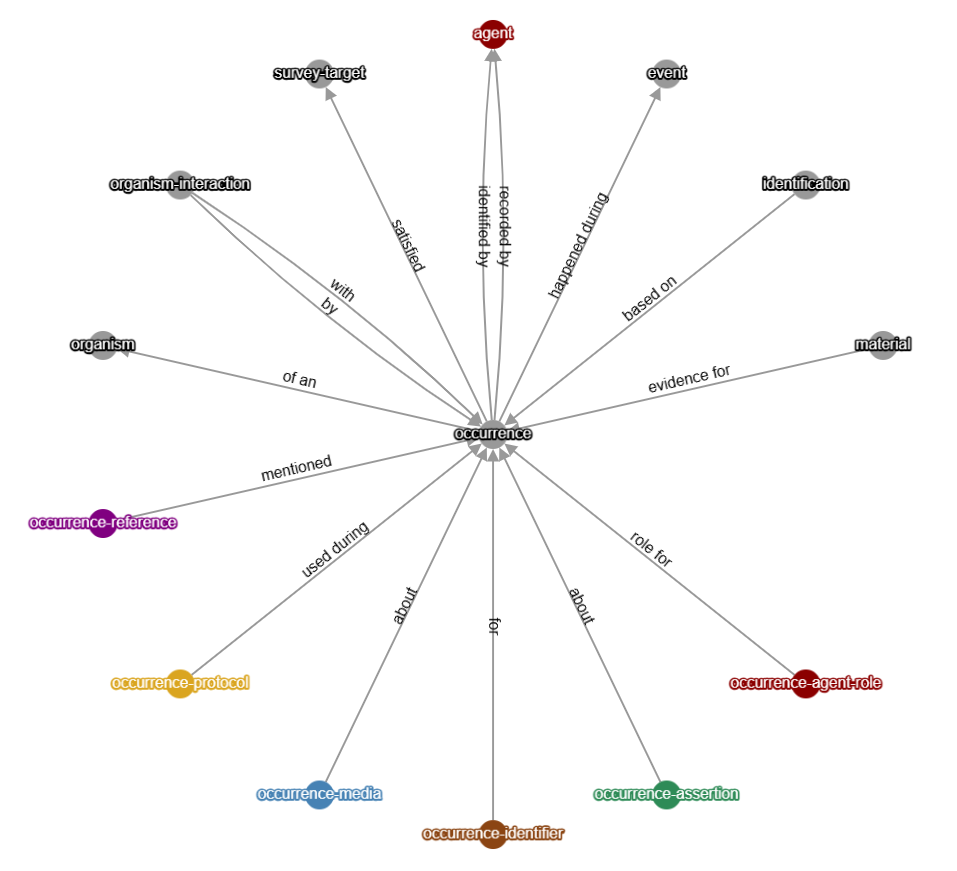 agent
survey-target
event
organism-interaction
identification
identified by
recorded by
satisfied
happened during
with
by
based on
organism
material
of an
evidence for
occurrence
mentioned
occurrence-reference
used during
role for
about
for
about
occurrence-protocol
occurrence-agent-role
occurrence-media
occurrence-assertion
occurrence-identifier